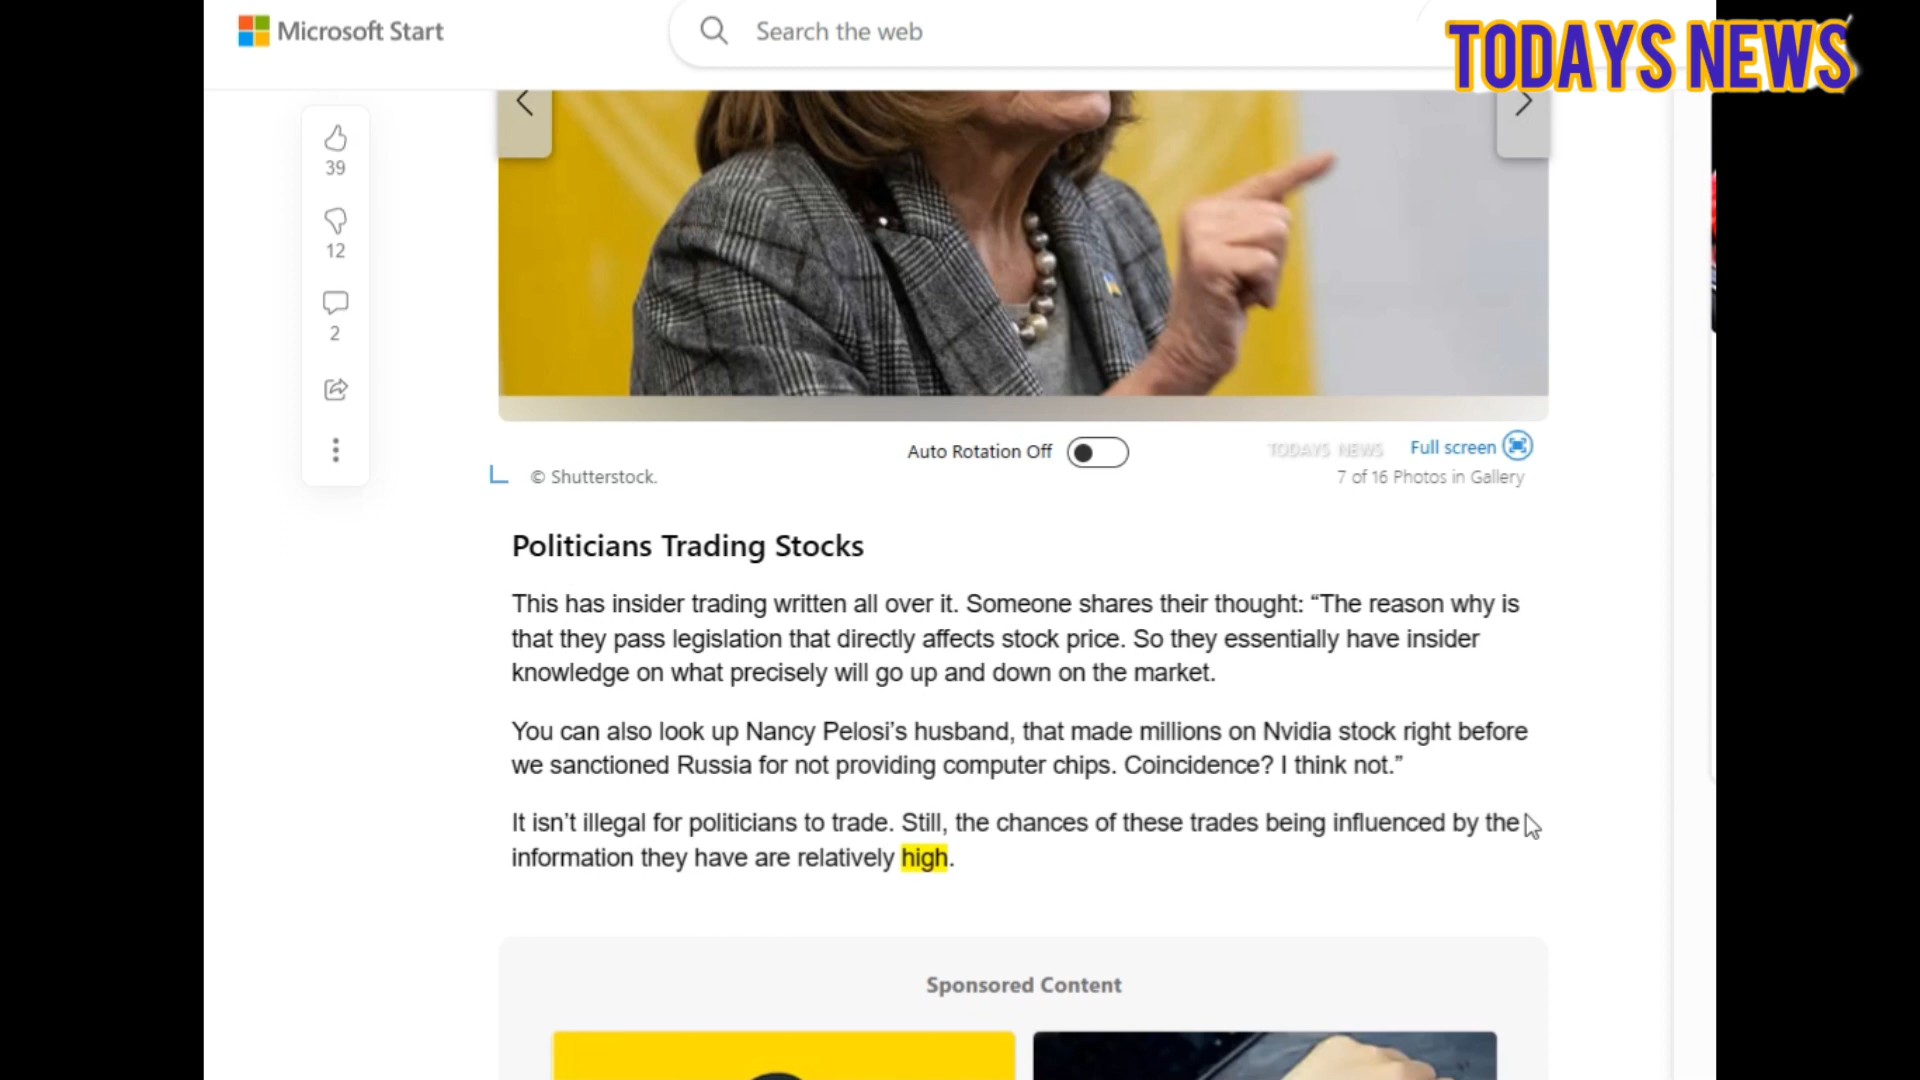 Microsoft Start
Search the web
TODAYS NEWS
39
12
2
Auto Rotation Off
TODAYS NEWS
Full screen
© Shutterstock.
7 of 16 Photos in Gallery
Politicians Trading Stocks
This has insider trading written all over it. Someone shares their thought: “The reason why is
that they pass legislation that directly affects stock price. So they essentially have insider
knowledge on what precisely will go up and down on the market.
You can also look up Nancy Pelosi’s husband, that made millions on Nvidia stock right before
we sanctioned Russia for not providing computer chips. Coincidence? I think not.”
It isn’t illegal for politicians to trade. Still, the chances of these trades being influenced by the
information they have are relatively high.
Sponsored Content